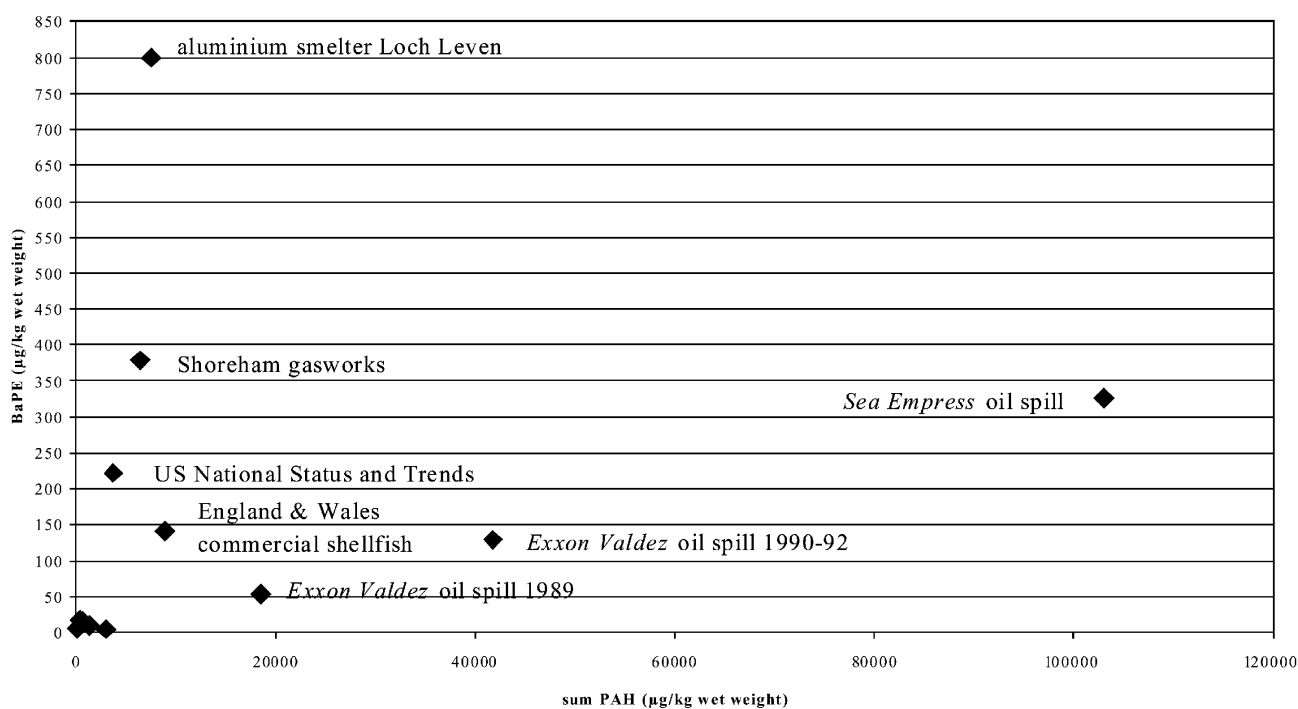 850
800
750
700
650
600
550
500
450
400
350
300
250
200
150
100
50
0
BaPE (µg/kg wet weight)
aluminium smelter Loch Leven
Shoreham gasworks
Sea Empress oil spill
US National Status and Trends
England & Wales
commercial shellfish
Exxon Valdez oil spill 1990-92
Exxon Valdez oil spill 1989
0 20000 40000 60000 80000 100000 120000
sum PAH (µg/kg wet weight)